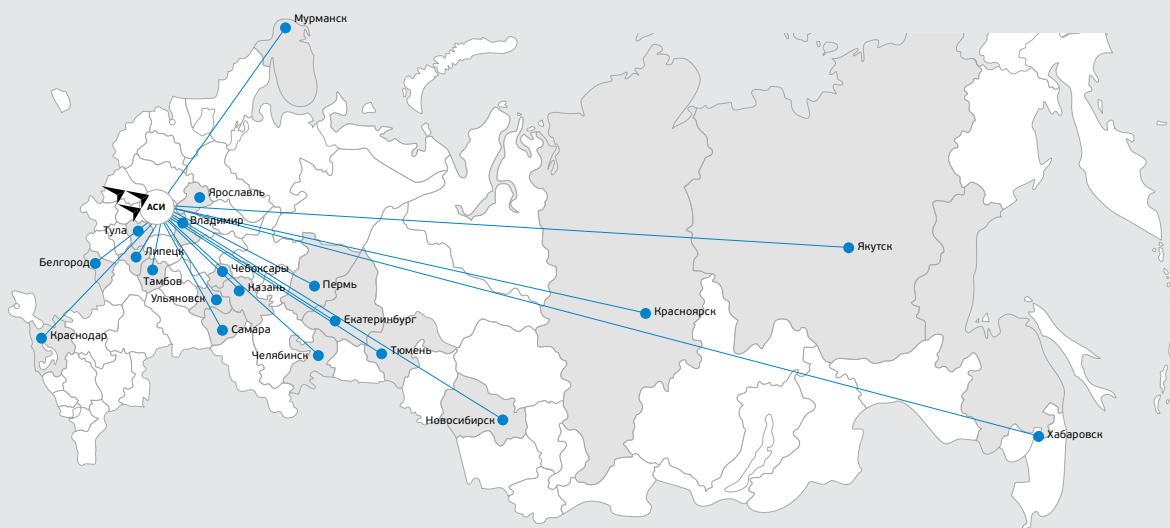 Мурманск
Ярославль
АСИ
Владимир
Тула
Якутск
Липецк
Белгород
Чебоксары
Тамбов
Пермь
Казань
Ульяновск
Красноярск
Екатеринбург
Самара
Краснодар
Тюмень
Челябинск
Новосибирск
Хабаровск